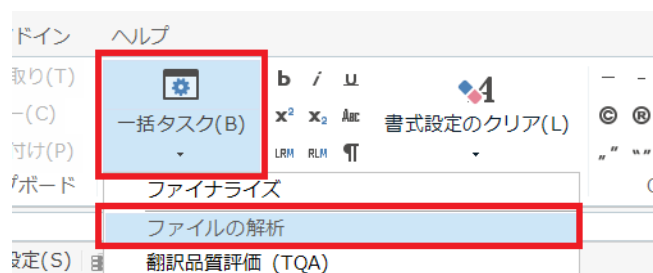 ドイン ヘルプ
取り(T)
ー(C)
付け(P)
プボード
一括タスク(B)
b i u
x² x₂ ABC
LRM RLM ¶
書式設定のクリア(L)
— -
© ®
„ " " "
ファイナライズ
ファイルの解析
設定(S)
翻訳品質評価 (TQA)